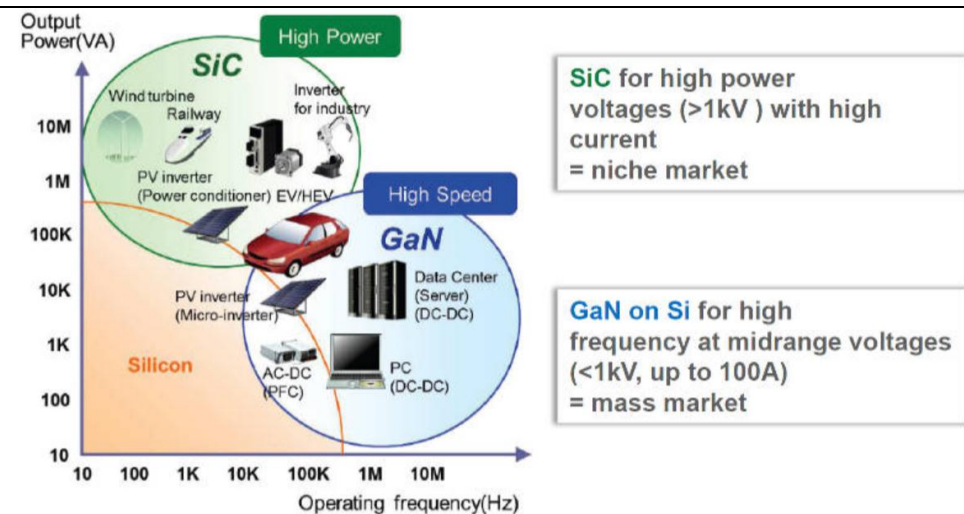 Output
Power(VA)
High Power
SiC
Wind turbine
Railway
Inverter
for industry
10M
1M
PV inverter
(Power conditioner)
EV/HEV
High Speed
100K
GaN
10K
PV inverter
(Micro-inverter)
Data Center
(Server)
(DC-DC)
1K
Silicon
AC-DC
(PFC)
PC
(DC-DC)
100
10
10 100 1K 10K 100K 1M 10M
Operating frequency(Hz)
SiC for high power
voltages (>1kV ) with high
current
= niche market
GaN on Si for high
frequency at midrange voltages
(<1kV, up to 100A)
= mass market